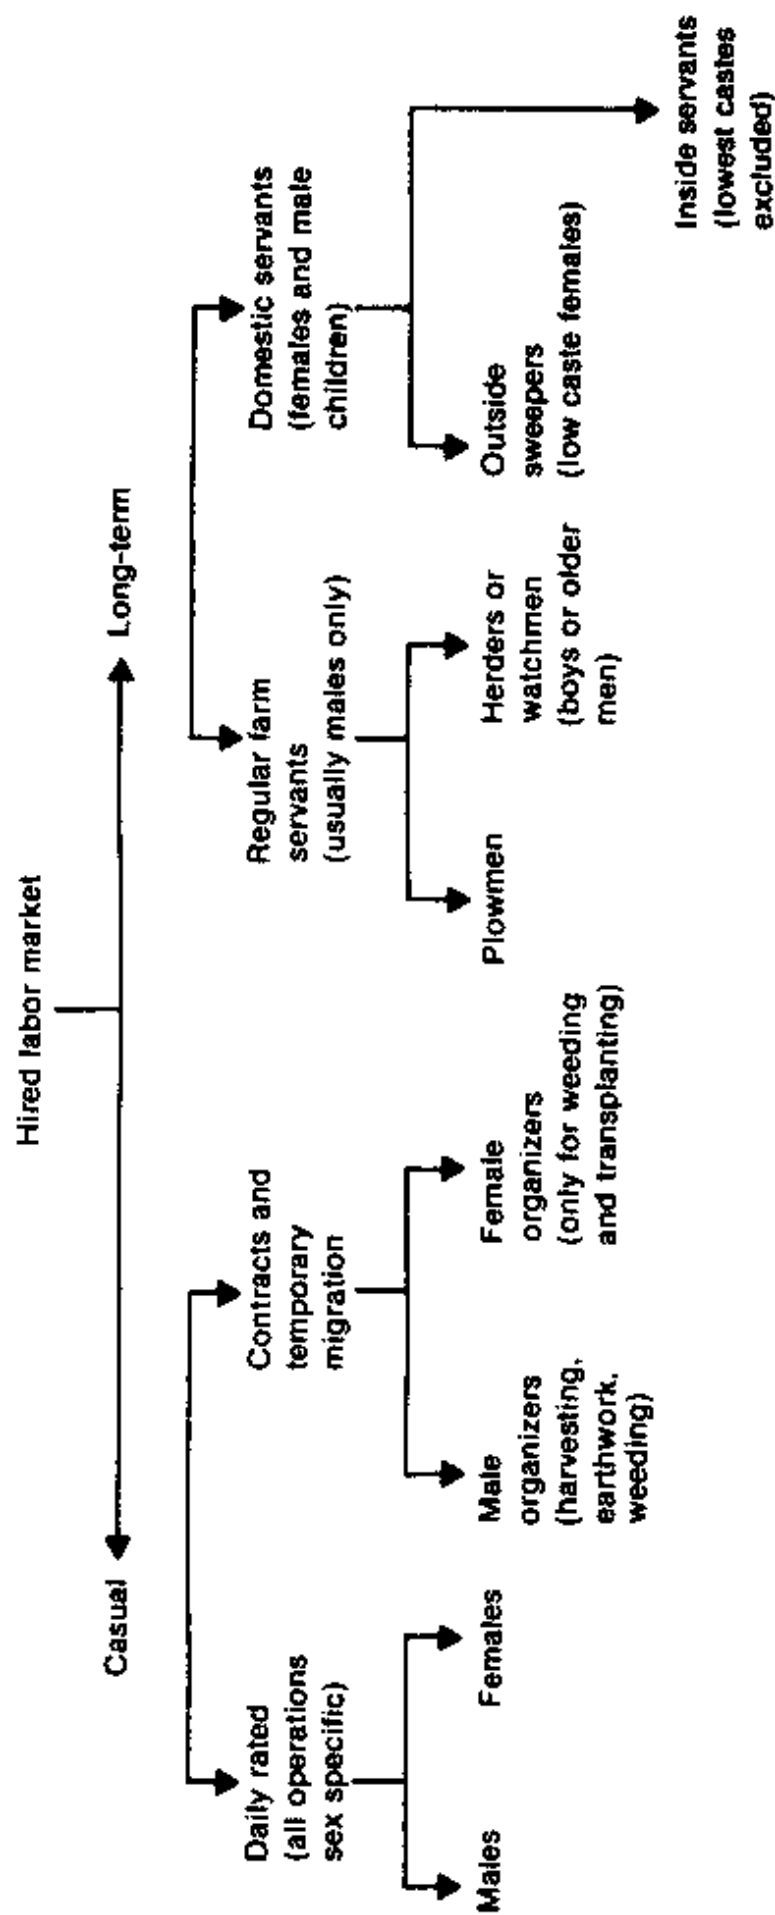 Hired labor market
Casual
Long-term
Daily rated
(all operations
sex specific)
Contracts and
temporary
migration
Regular farm
servants
(usually males only)
Domestic servants
(females and male
children)
Males
Females
Male
organizers
(harvesting,
earthwork,
weeding)
Female
organizers
(only for weeding
and transplanting)
Plowmen
Herders or
watchmen
(boys or older
men)
Outside
sweepers
(low caste females)
Inside servants
(lowest castes
excluded)